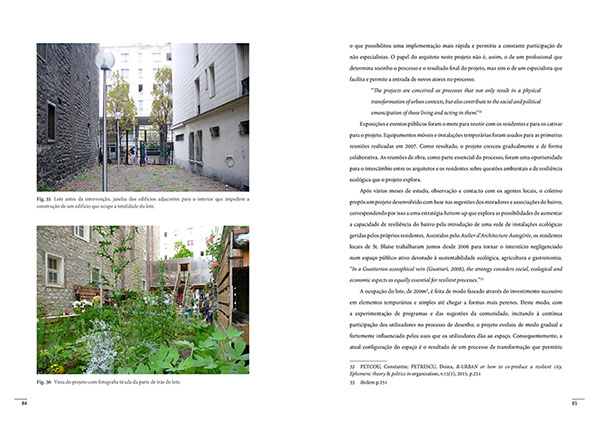 Fig. 35 Lote antes da intervenção, janelas dos edifícios adjacentes para o interior que impedem a
construção de um edifício que ocupe a totalidade do lote.
Fig. 36 Vista do projecto com fotografia tirada da parte de trás do lote.
84
o que possibilitou uma implementação mais rápida e permitiu a constante participação de
não especialistas. O papel do arquiteto neste projeto não é, assim, o de um profissional que
determina sozinho o processo e o resultado final do projeto, mas sim o de um especialista que
facilita e permite a entrada de novos atores no processo.
"The projects are conceived as processes that not only result in a physical
transformation of urban contexts, but also contribute to the social and political
emancipation of those living and acting in them."32
Exposições e eventos públicos foram o mote para reunir com os residentes e para os cativar
para o projeto. Equipamentos móveis e instalações temporárias foram usados para as primeiras
reuniões realizadas em 2007. Como resultado, o projeto cresceu gradualmente e de forma
colaborativa. As reuniões de obra, como parte essencial do processo, foram uma oportunidade
para o intercâmbio entre os arquitetos e os residentes sobre questões ambientais e de resiliência
ecológica que o projeto explora.
Após vários meses de estudo, observação e contacto com os agentes locais, o coletivo
propôs um projeto desenvolvido com base nas sugestões dos moradores e associações do bairro,
correspondendo por isso a uma estratégia bottom-up que explora as possibilidades de aumentar
a capacidade de resiliência do bairro pela introdução de uma rede de instalações ecológicas
geridas pelos próprios residentes. Assistidos pelo Atelier d'Architecture Autogérée, os residentes
locais de St. Blaise trabalharam juntos desde 2006 para tornar o interstício negligenciado
num espaço público ativo devotado à sustentabilidade ecológica, agricultura e gastronomia.
"In a Guattarian ecosophical vein (Guattari, 2008), the strategy considers social, ecological and
economic aspects as equally essential for resilient processes."33
A ocupação do lote, de 200m², é feita de modo faseado através do investimento sucessivo
em elementos temporários e simples até chegar a formas mais perenes. Deste modo, com
a experimentação de programas e das sugestões da comunidade, incitando à contínua
participação dos utilizadores no processo de desenho, o projeto evoluiu de modo gradual e
fortemente influenciado pelos usos que os utilizadores dão ao espaço. Consequentemente, a
atual configuração do espaço é o resultado de um processo de transformação que permitiu
32 PETCOU, Constantin; PETRESCU, Doina, R-URBAN or how to co-produce a resilient city,
Ephemera: theory & politics in organization, v.15(1), 2015, p.251
33 ibidem p.251
85